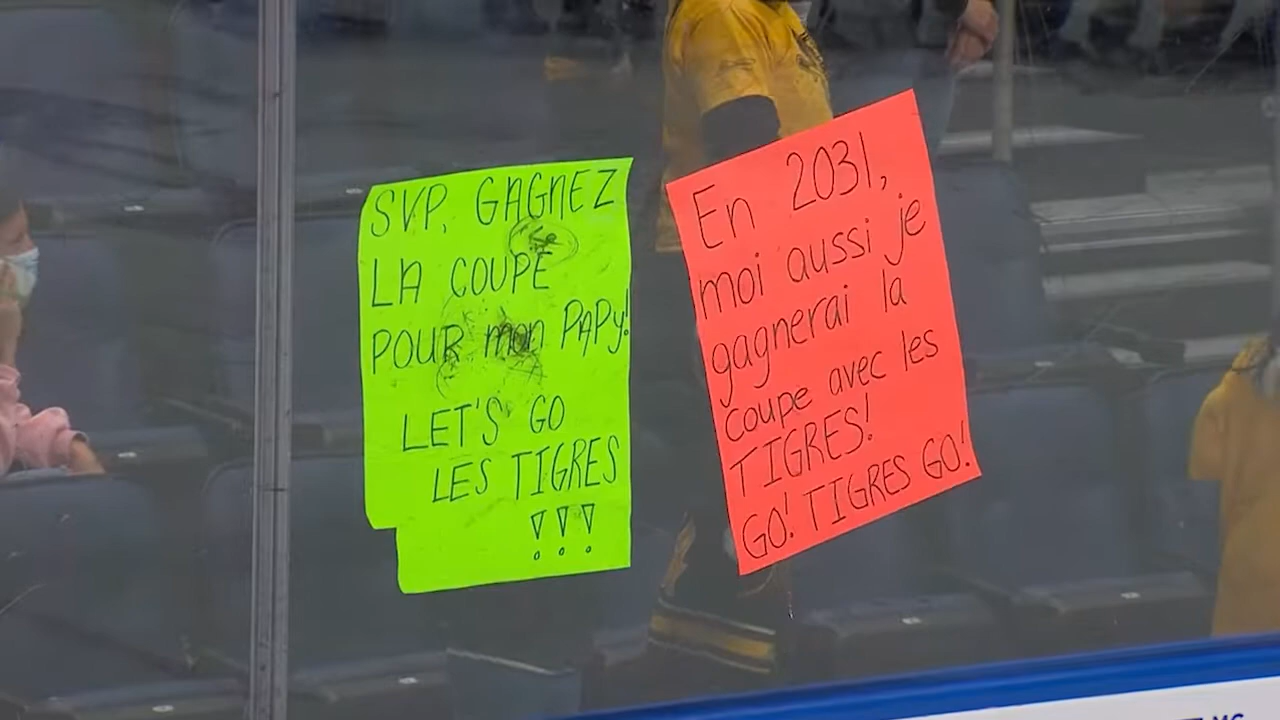 SVP, GAGNEZ
LA COUPE
POUR mon PAPY!
LET'S GO
LES TIGRES
!!!
En 2031,
moi aussi je
gagnerai la
coupe avec les
TIGRES!
GO! TIGRES GO!